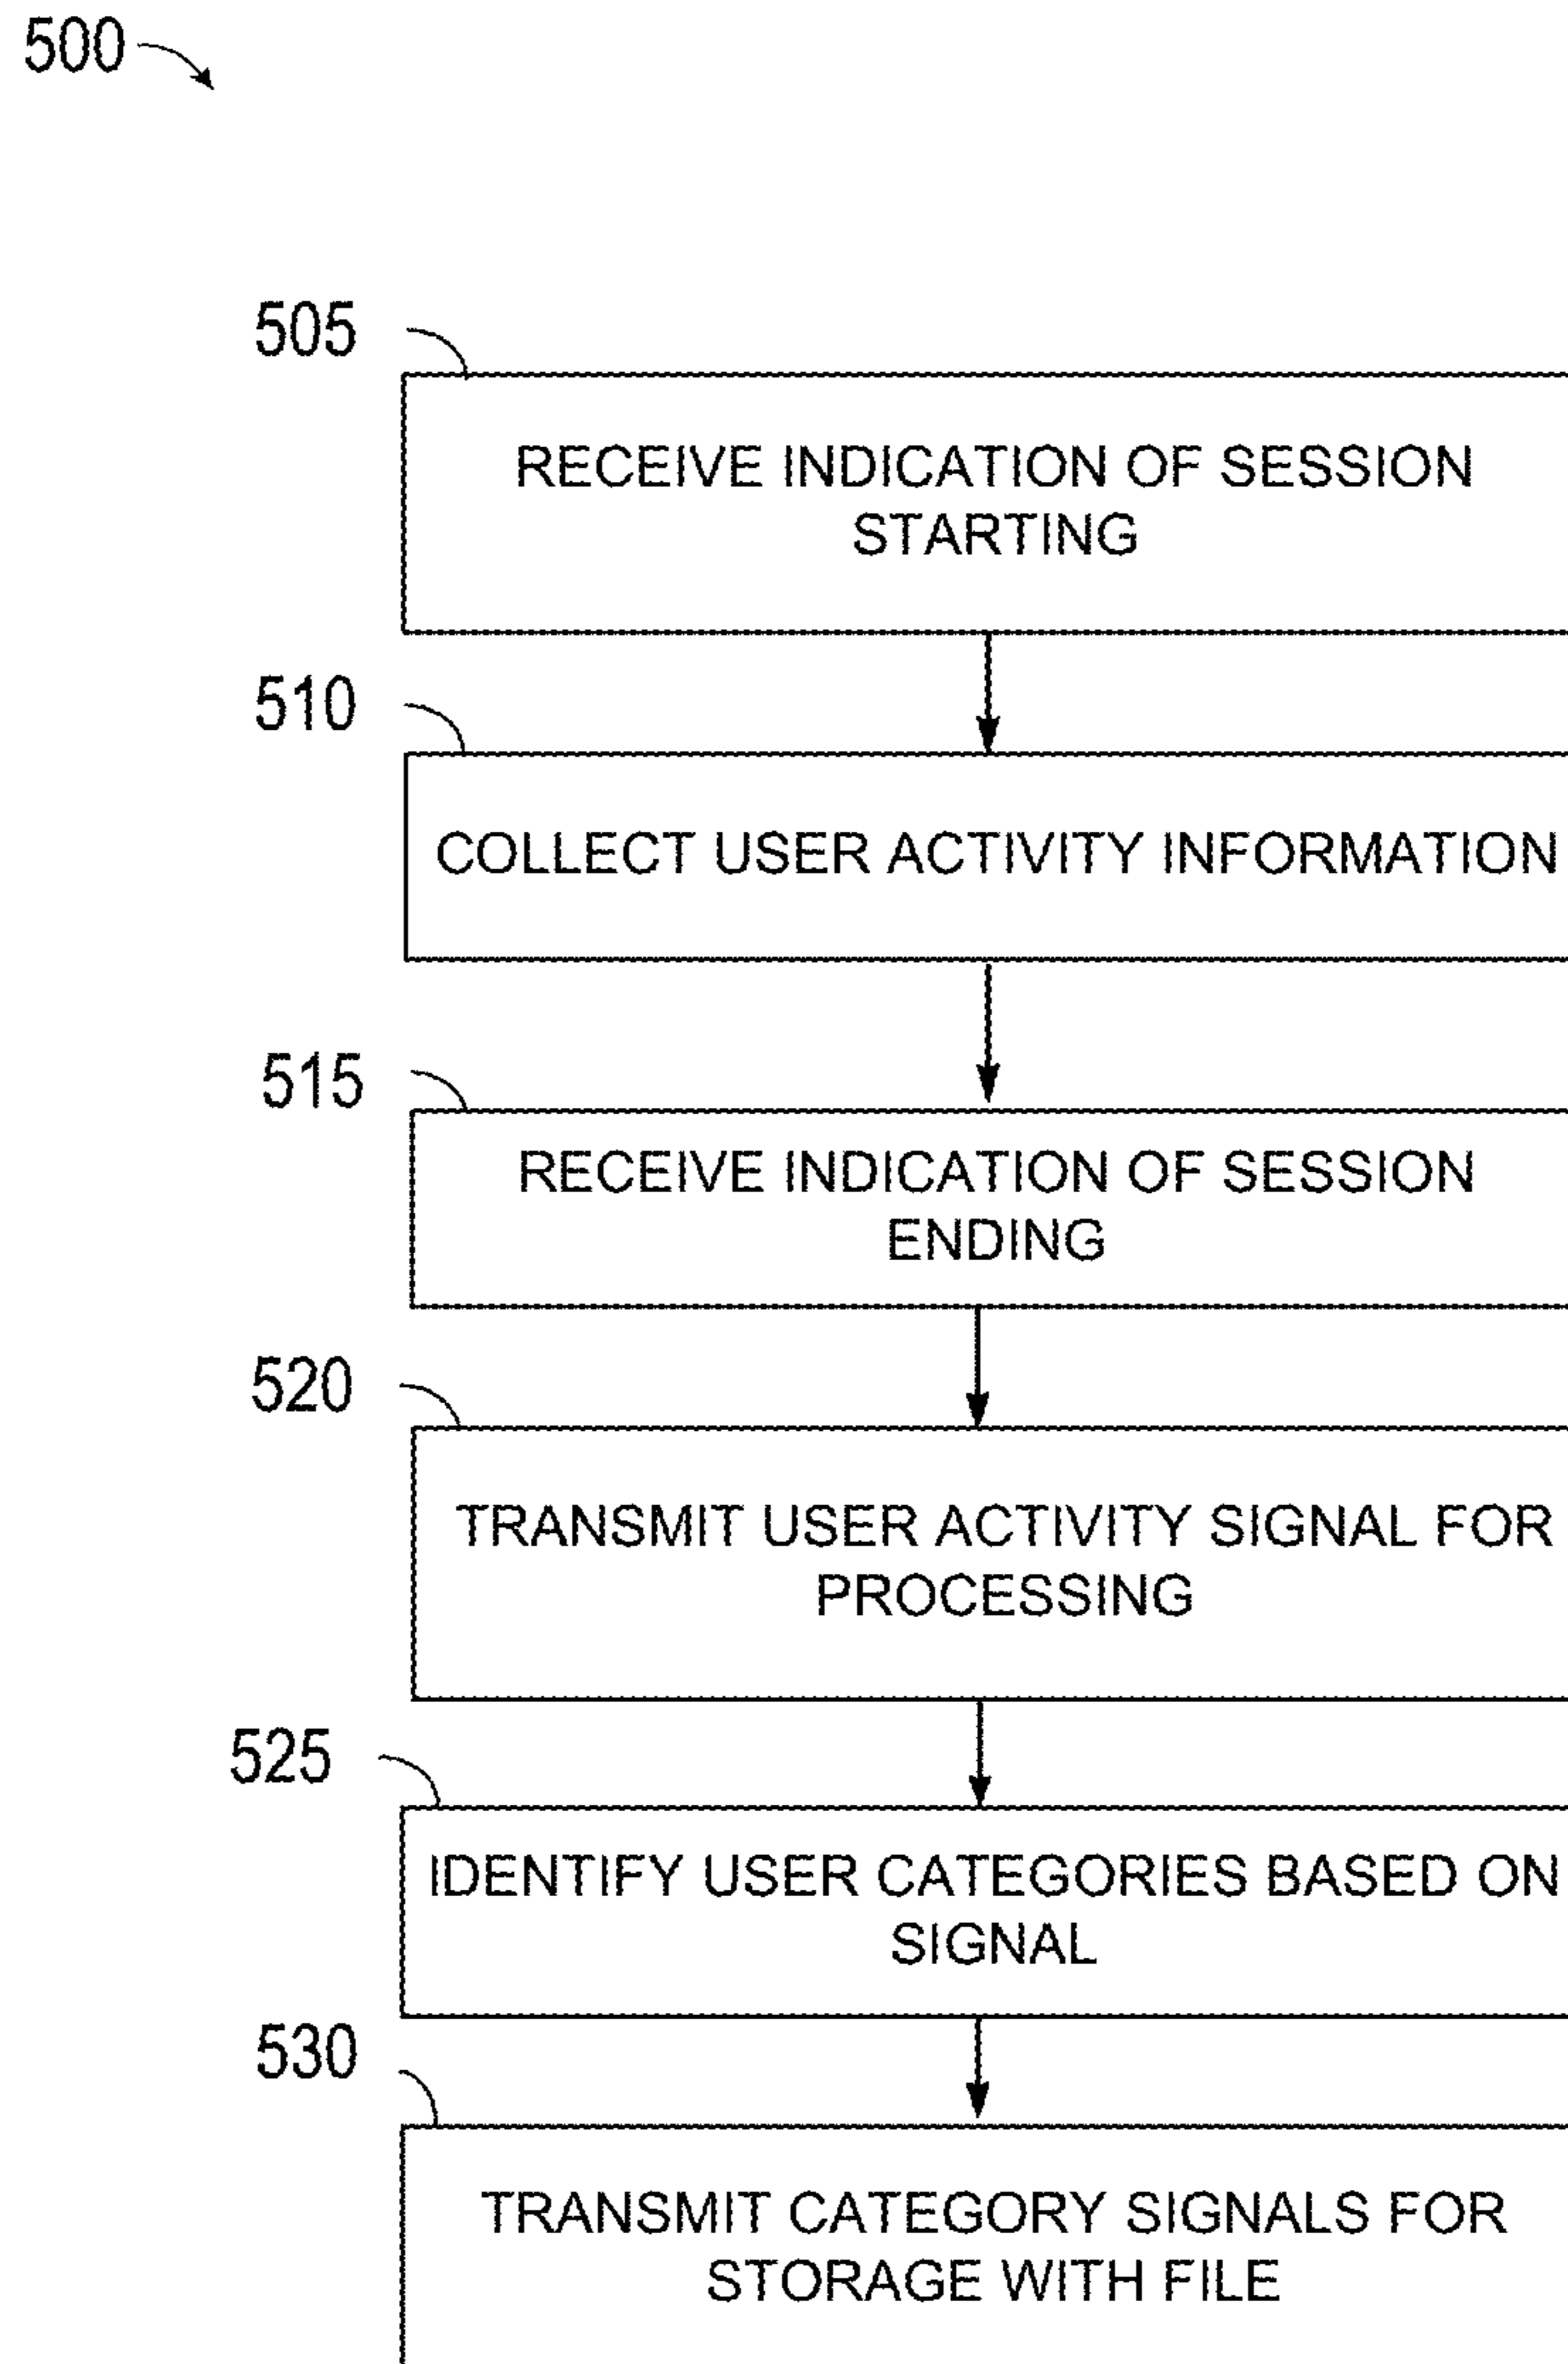 500
505
RECEIVE INDICATION OF SESSION
STARTING
510
COLLECT USER ACTIVITY INFORMATION
515
RECEIVE INDICATION OF SESSION
ENDING
520
TRANSMIT USER ACTIVITY SIGNAL FOR
PROCESSING
525
IDENTIFY USER CATEGORIES BASED ON
SIGNAL
530
TRANSMIT CATEGORY SIGNALS FOR
STORAGE WITH FILE